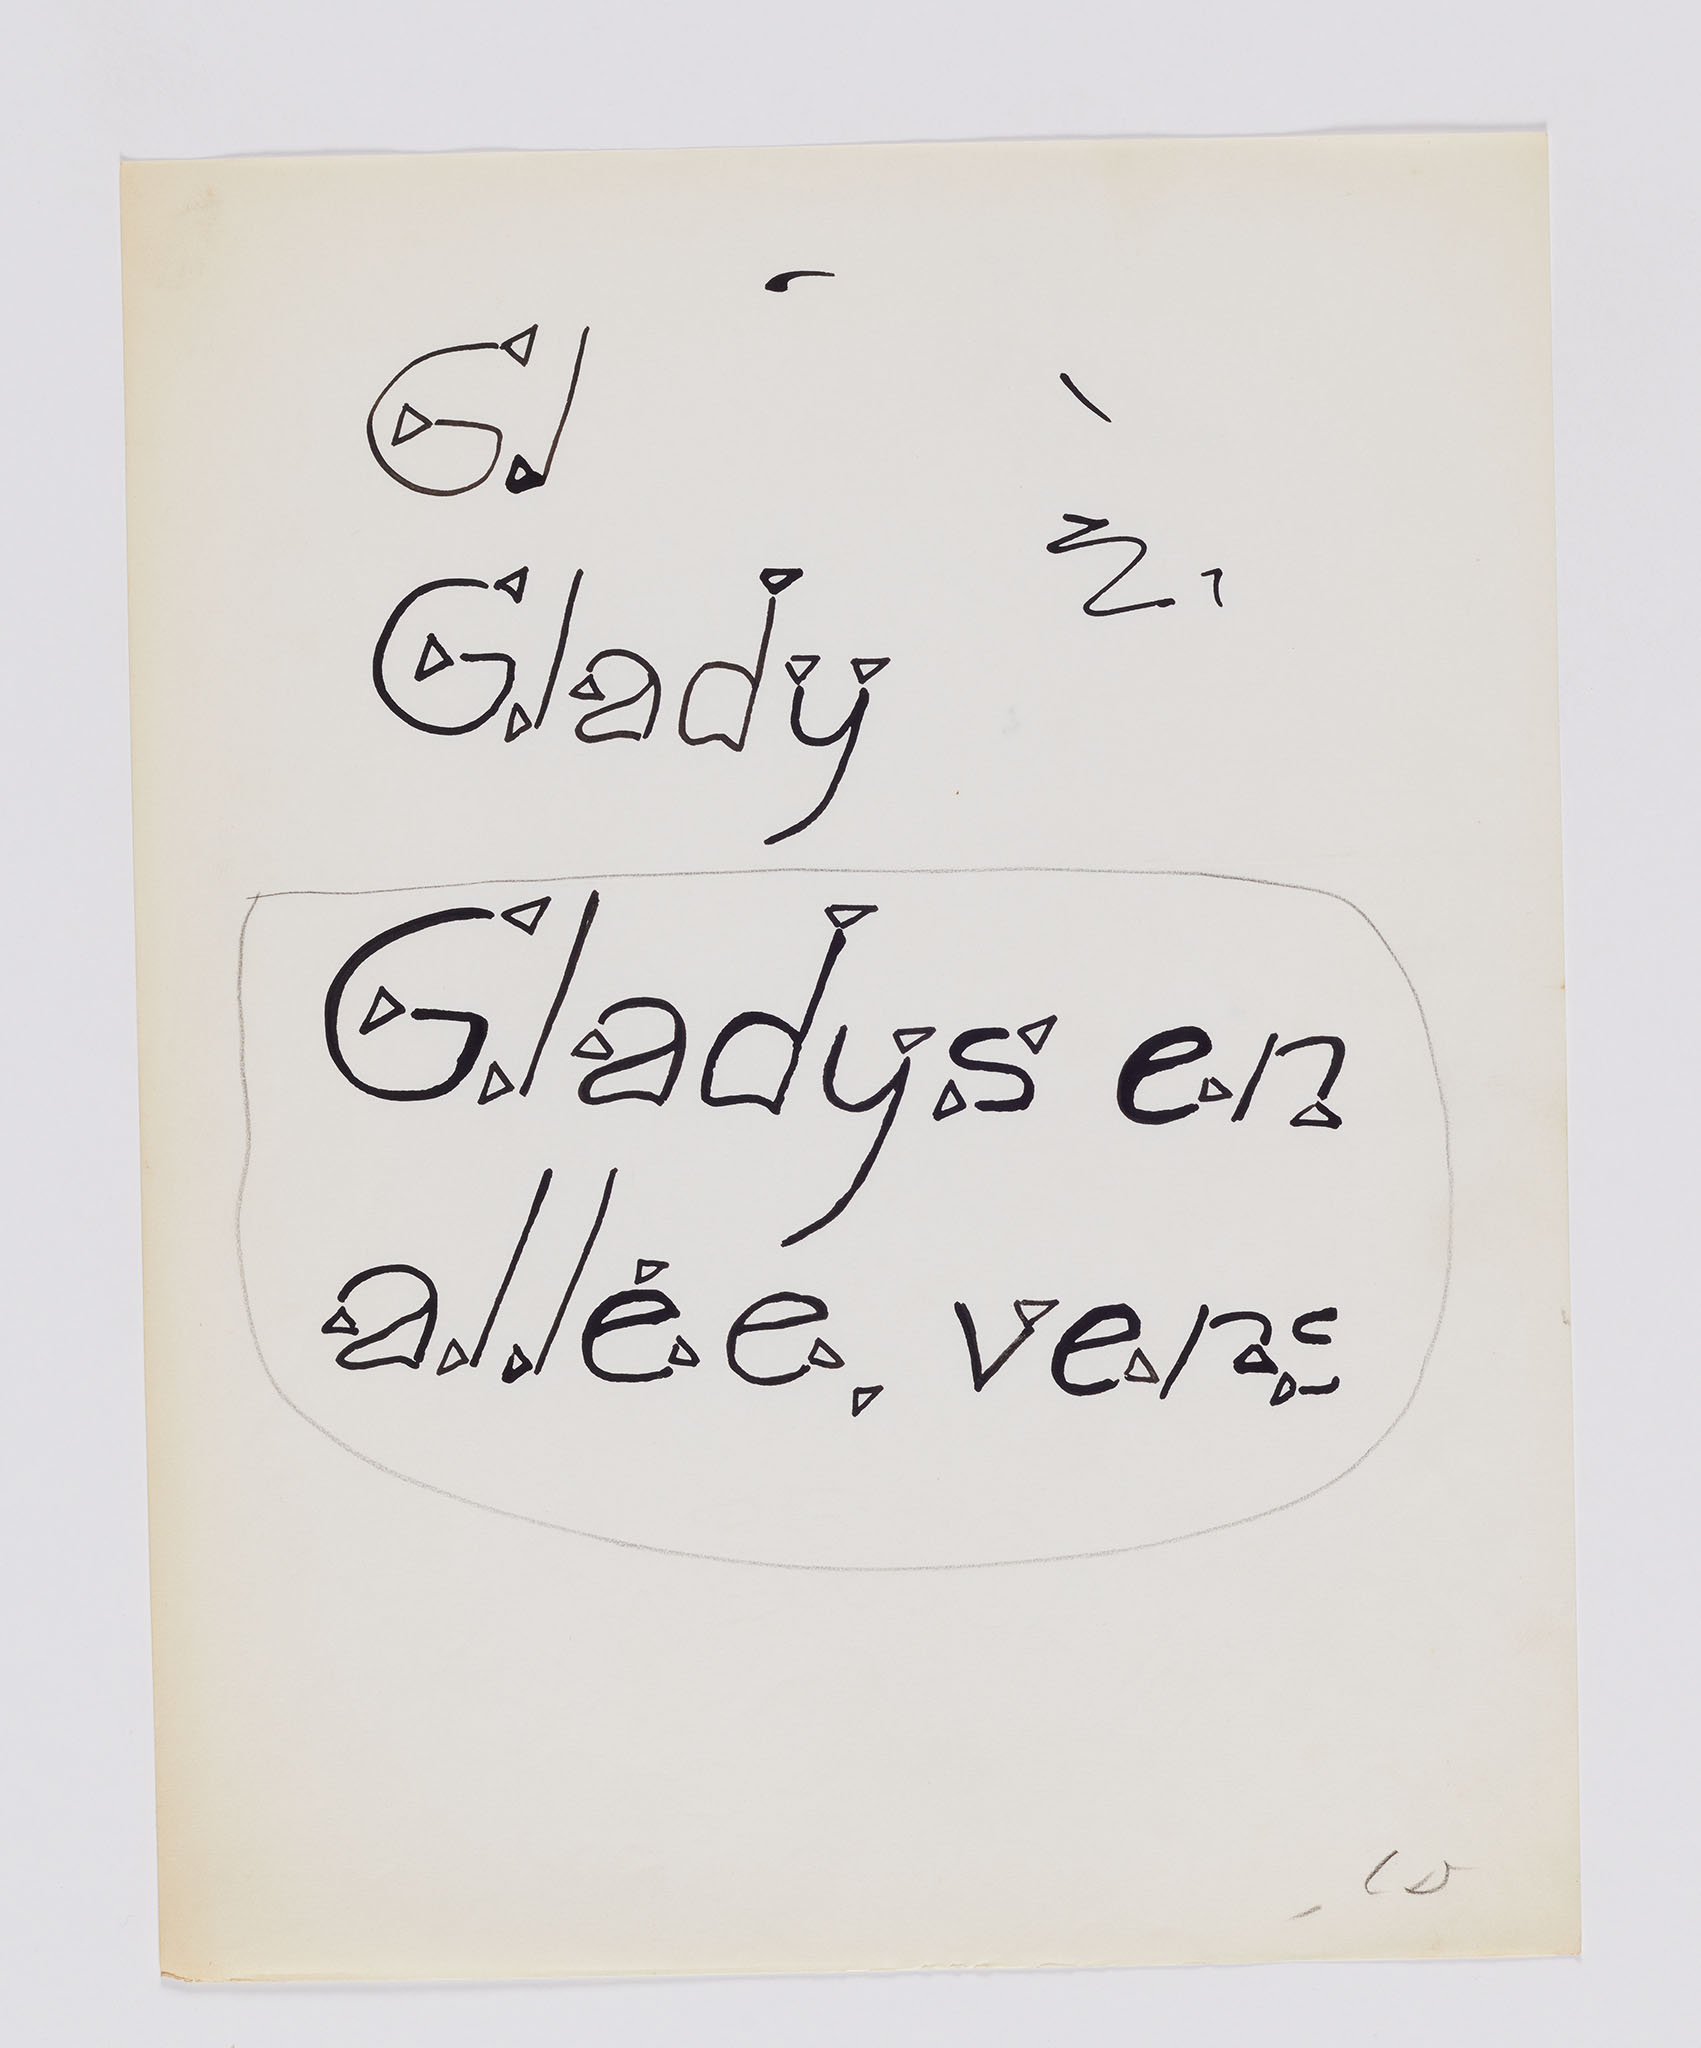 Gl
Glady
Gladys en
allée, vers